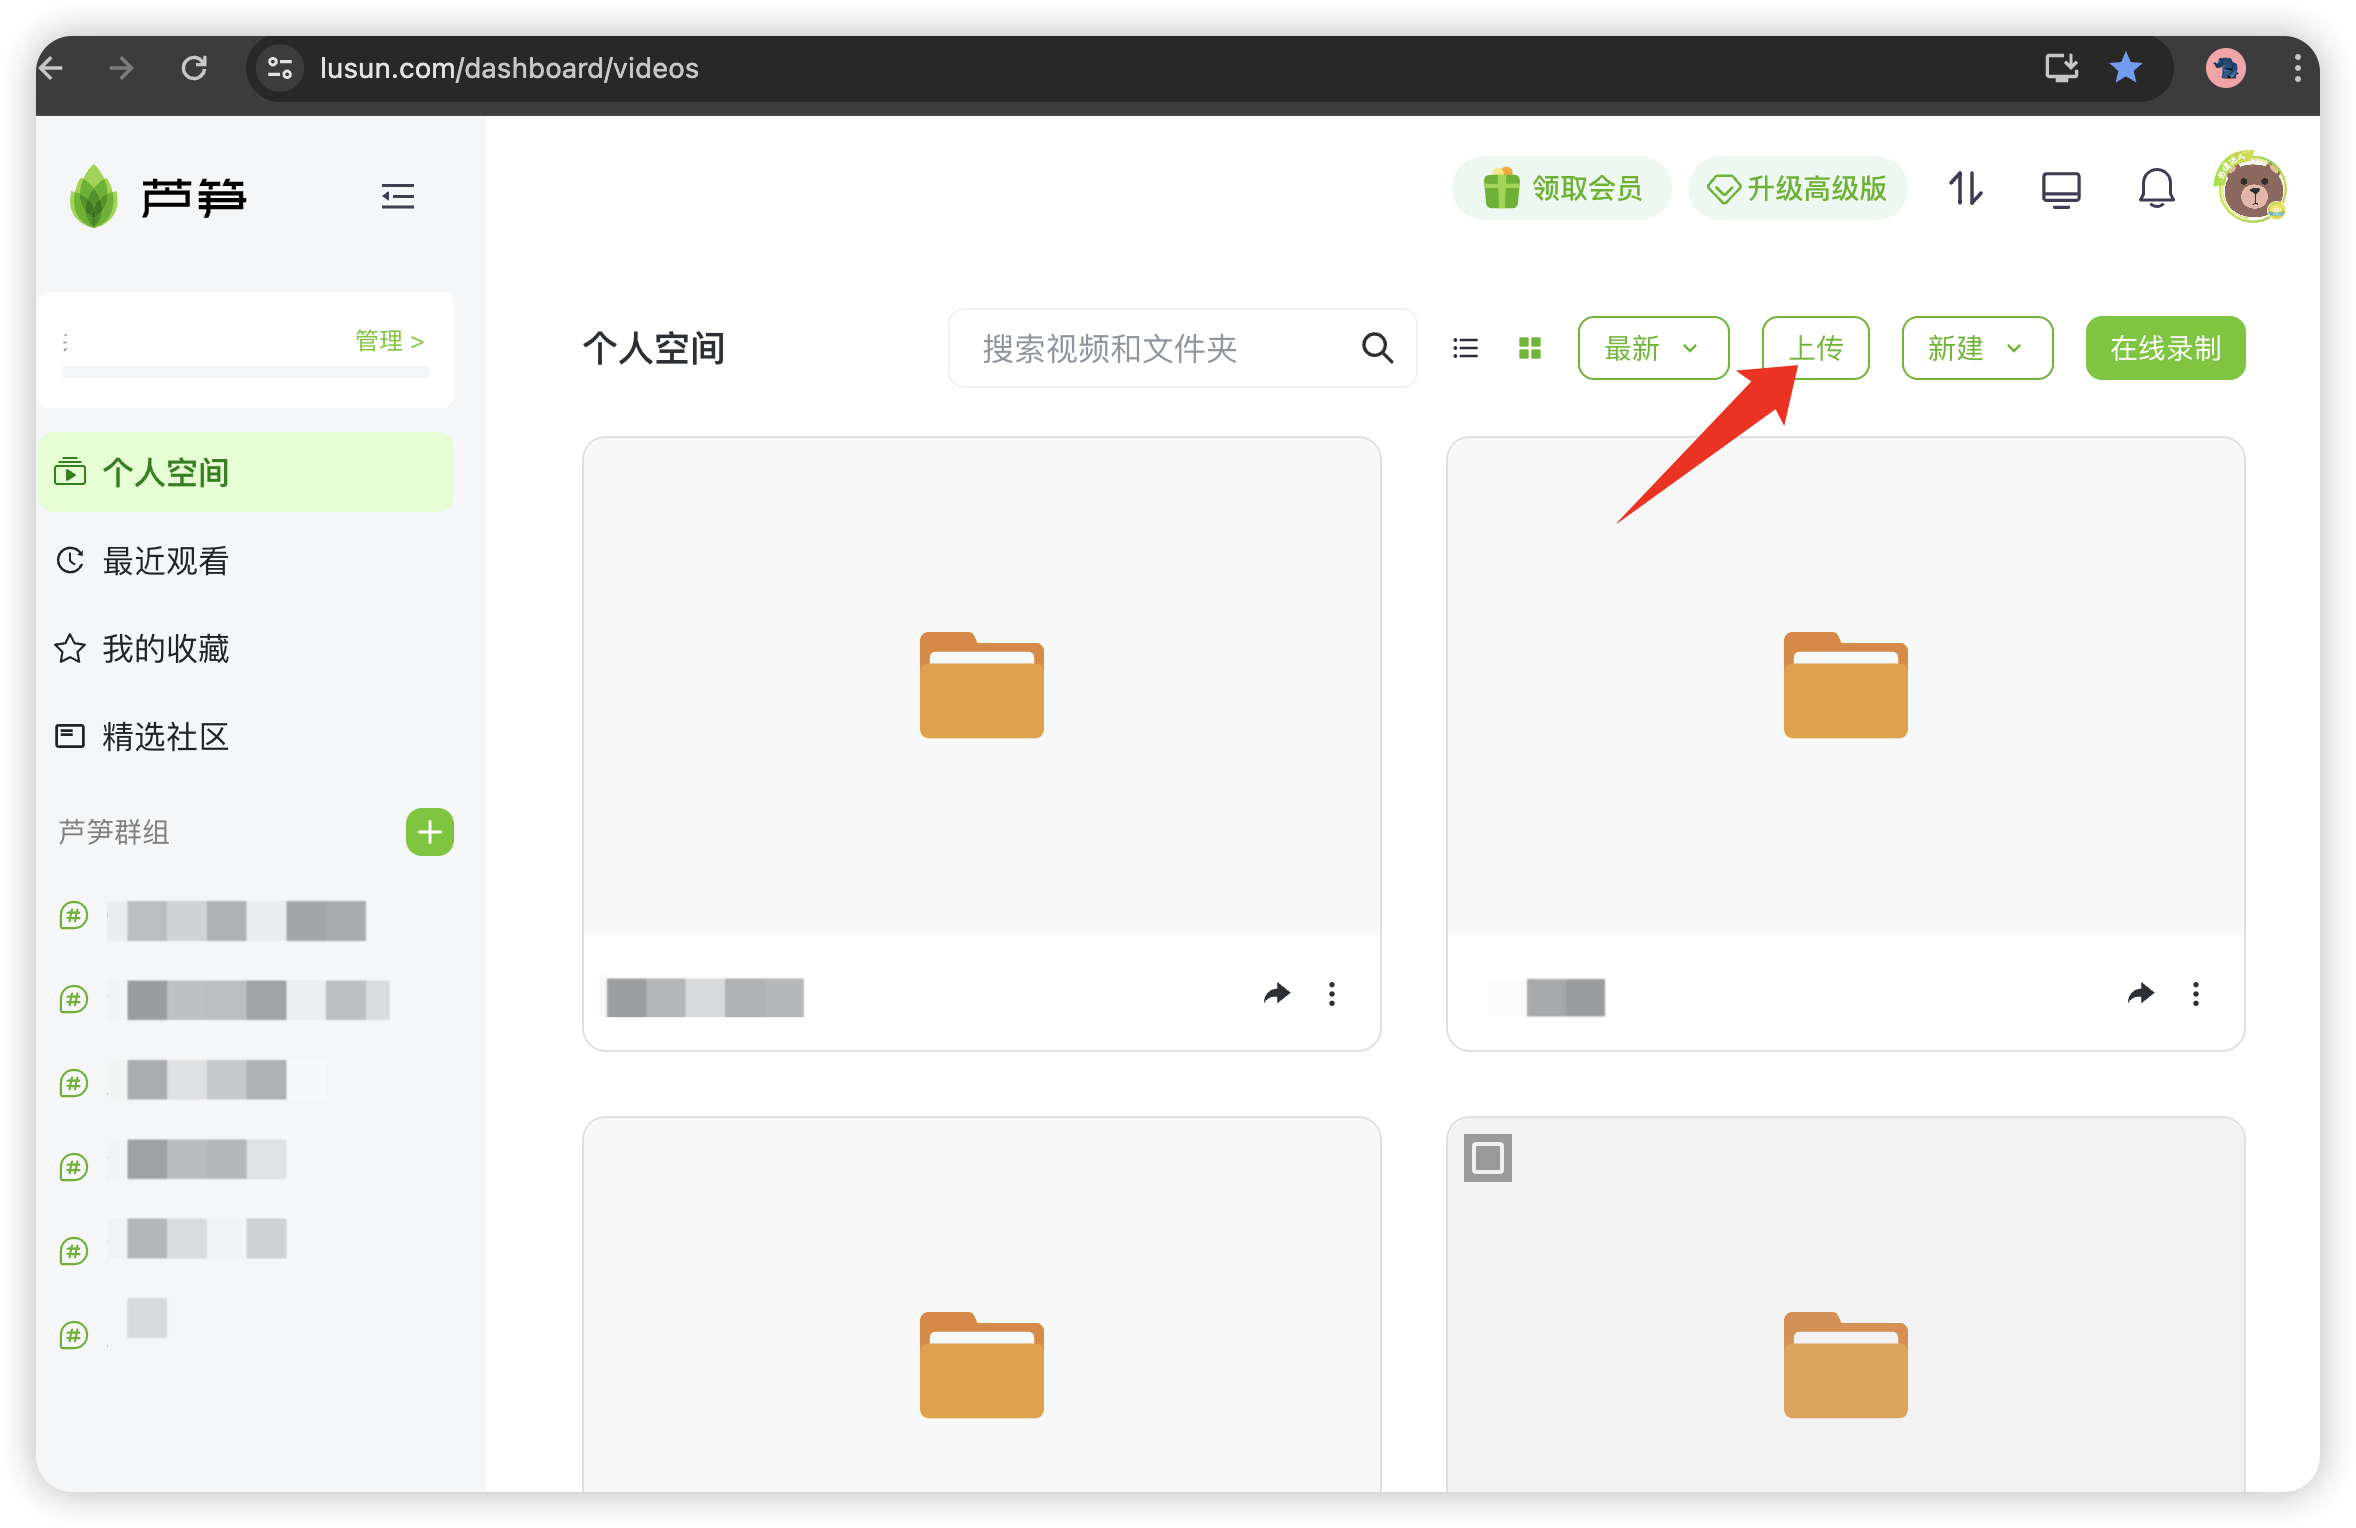 lusun.com/dashboard/videos
芦笋
领取会员
升级高级版
管理 >
个人空间
搜索视频和文件夹
最新
上传
新建
在线录制
个人空间
最近观看
我的收藏
精选社区
芦笋群组